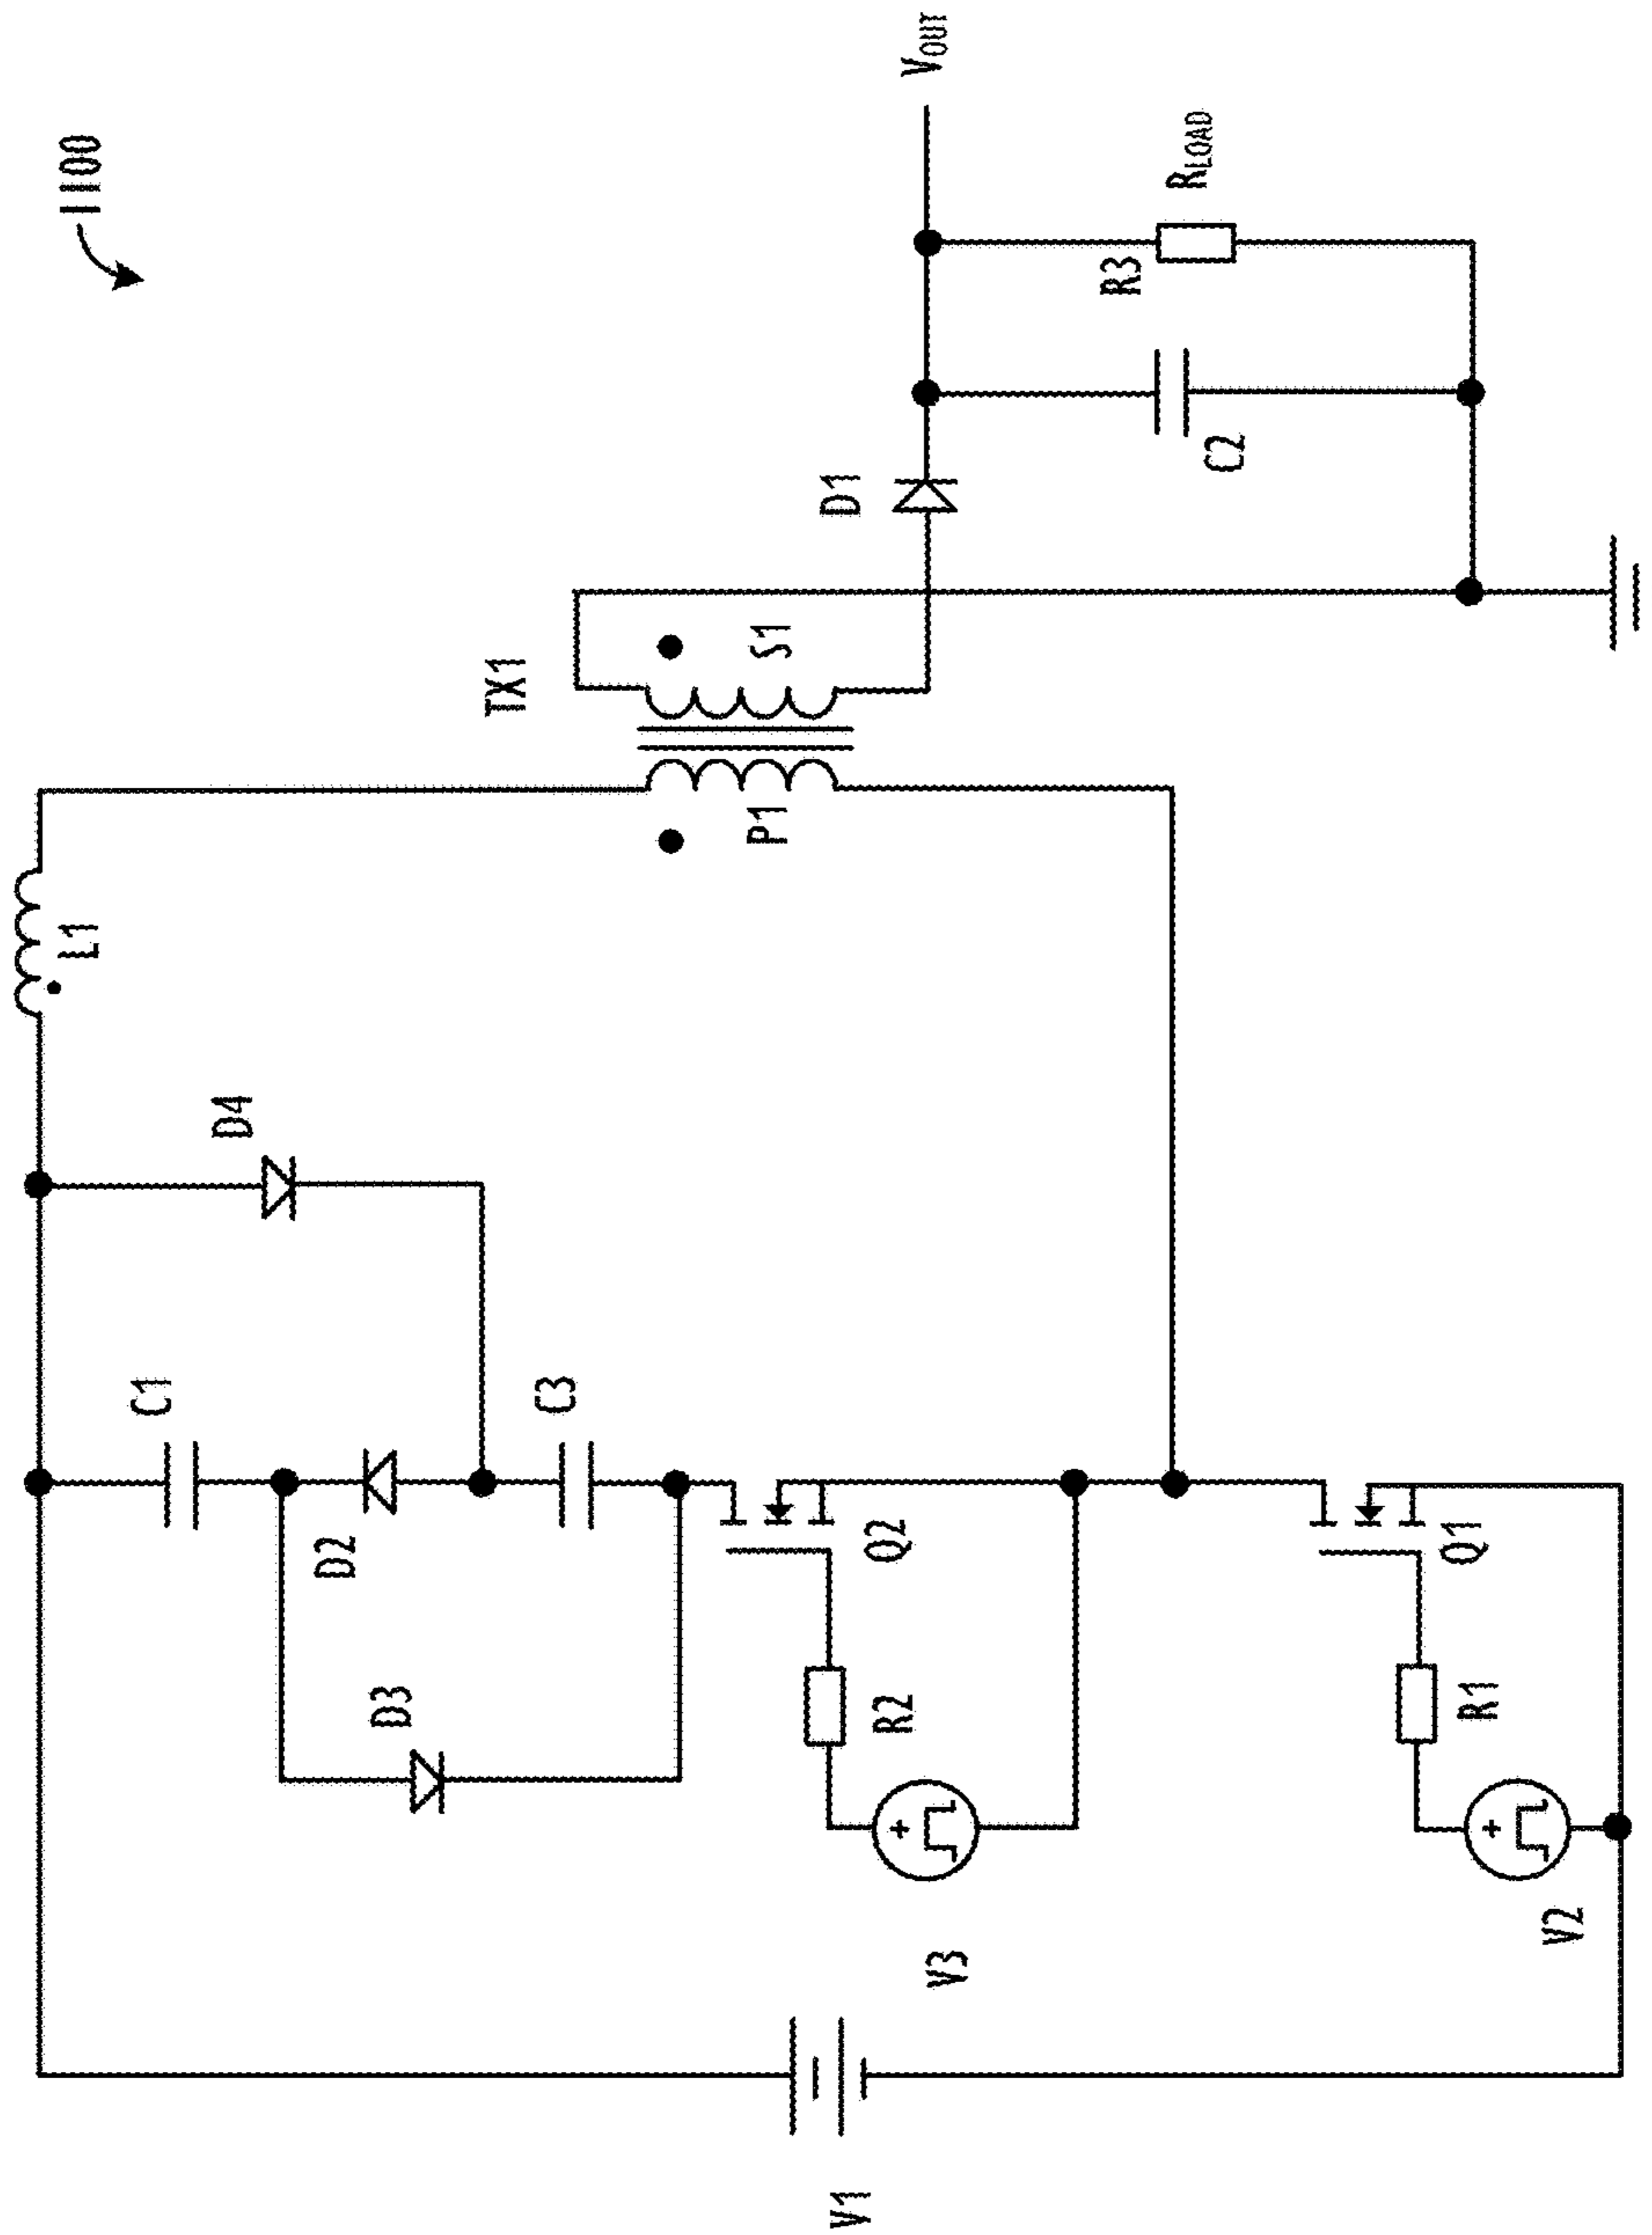 1100
L1
TX1
P1
S1
D1
VOUT
D4
C1
D2
C3
D3
Q2
R2
V3
C2
R3
RLOAD
Q1
R1
V2
V1
+
+